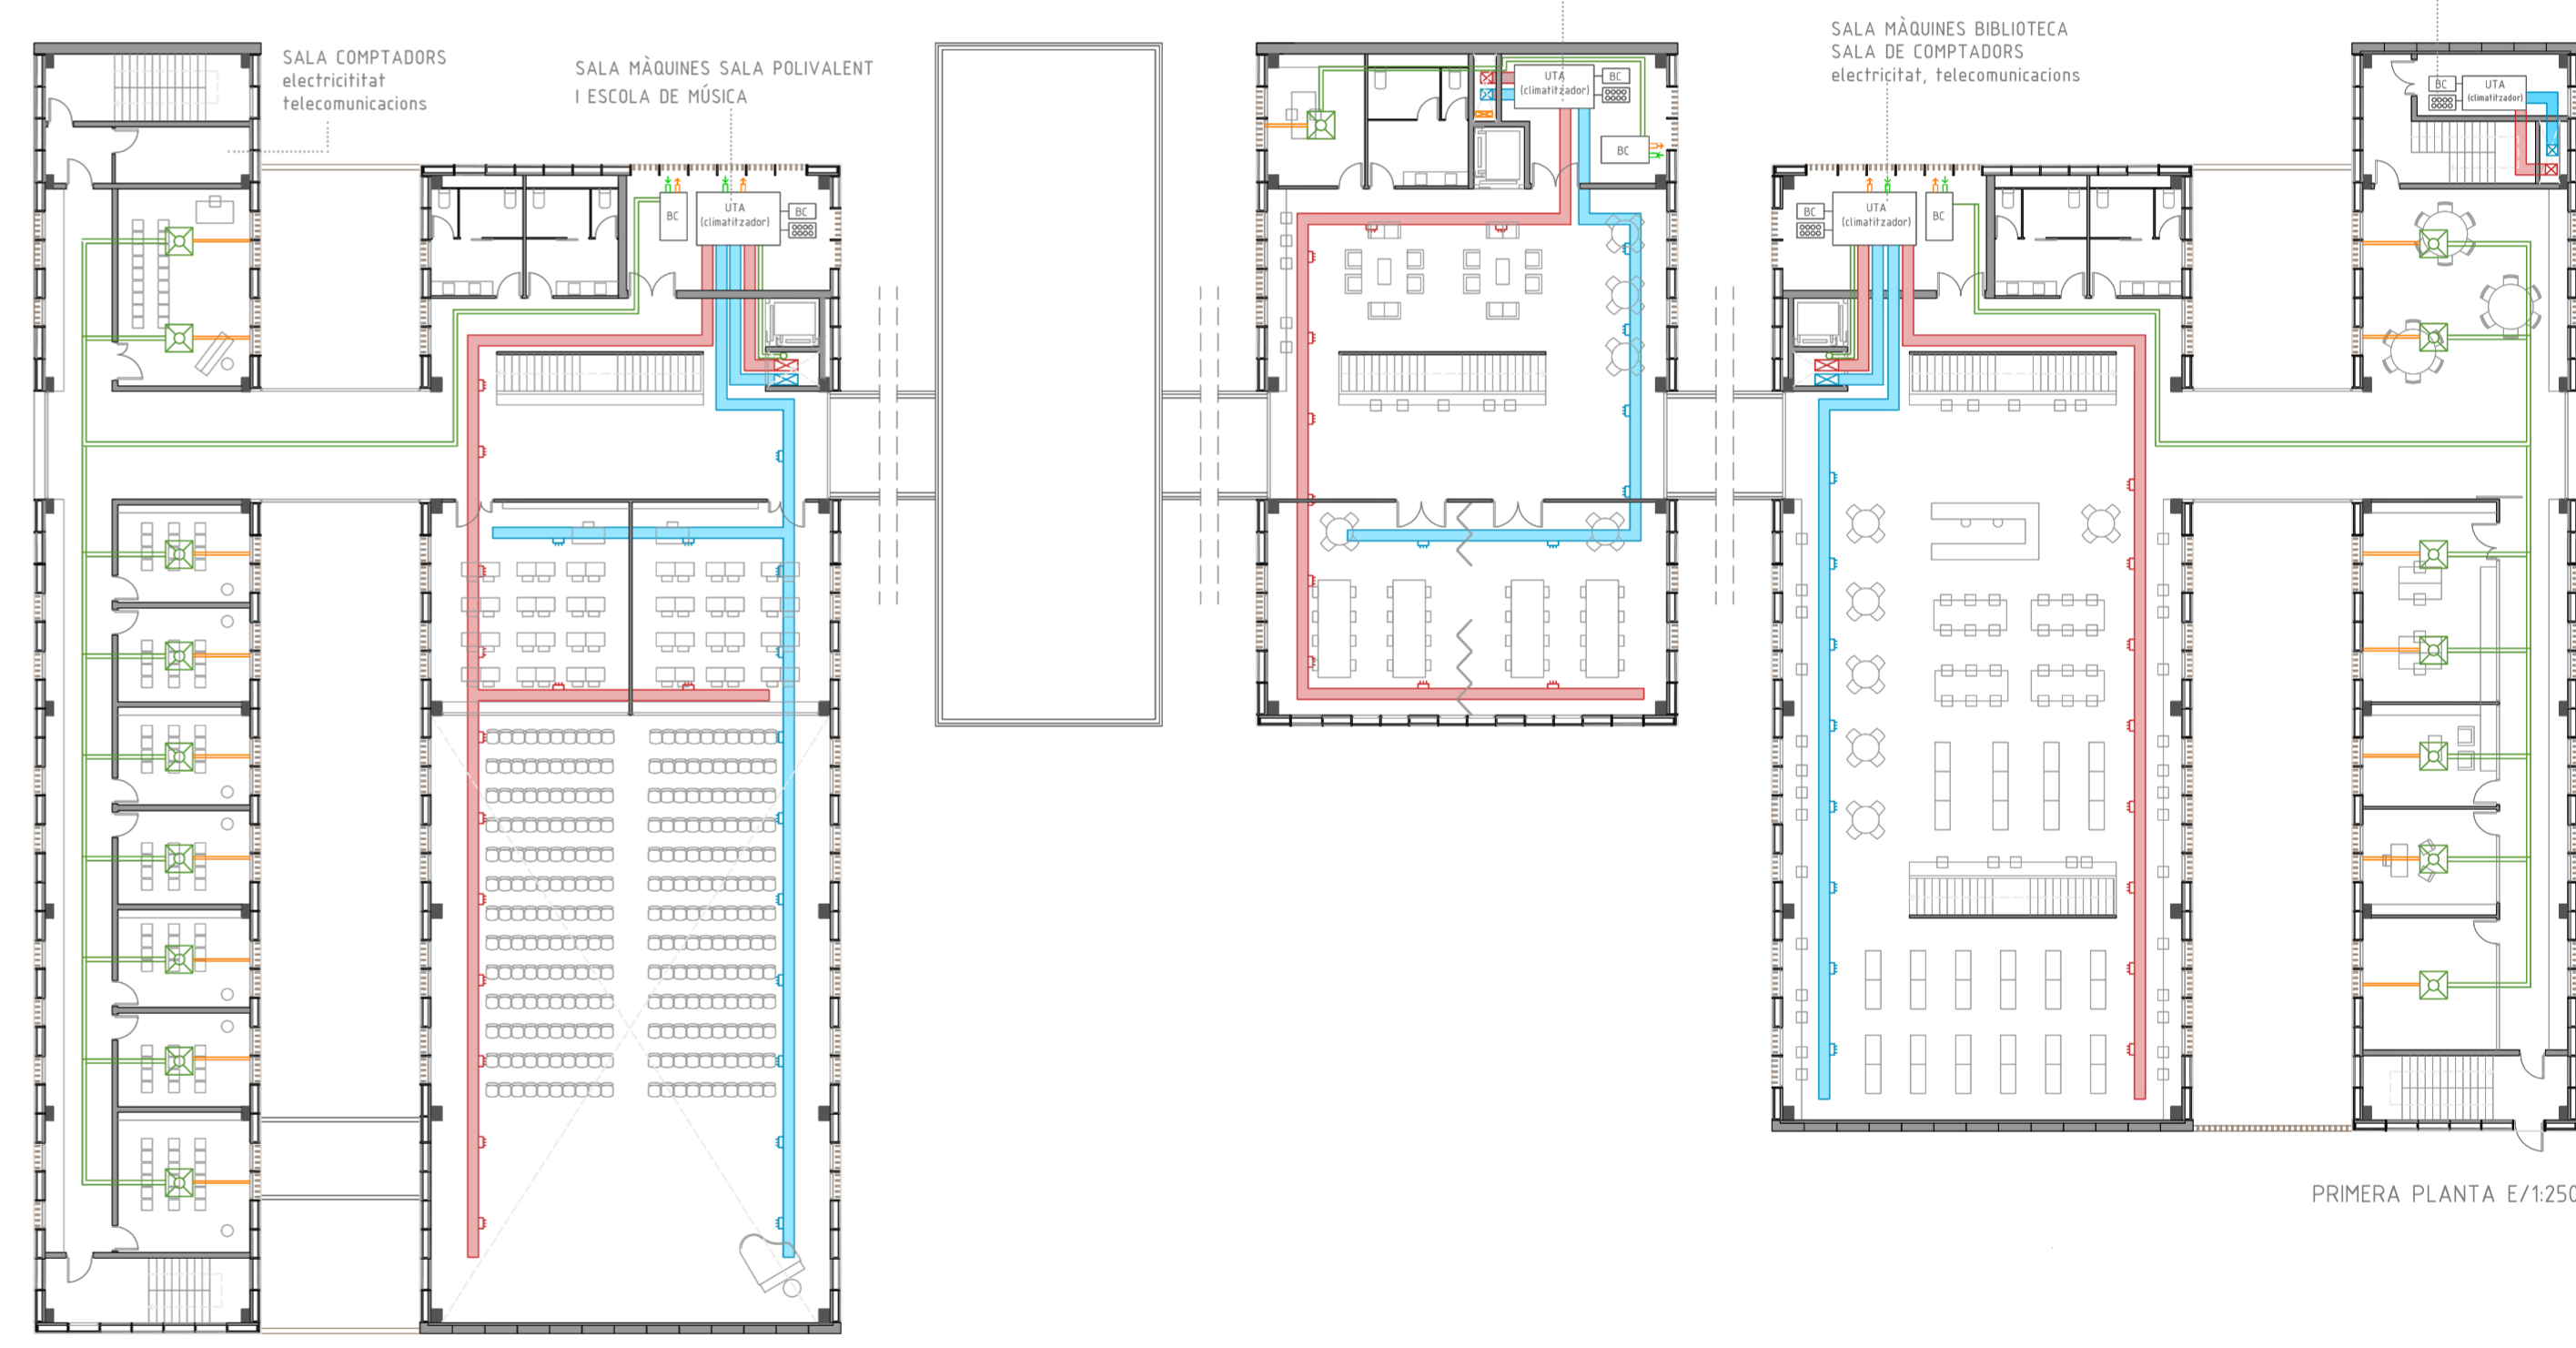 SALA COMPTADORS
electricititat
telecomunicacions
SALA MÀQUINES SALA POLIVALENT
I ESCOLA DE MÚSICA
BC
UTA
(climatitzador)
BC
UTA
(climatitzador)
BC
BC
SALA MÀQUINES BIBLIOTECA
SALA DE COMPTADORS
electricitat, telecomunicacions
BC
UTA
(climatitzador)
BC
BC
UTA
(climatitzador)
PRIMERA PLANTA E/1:250